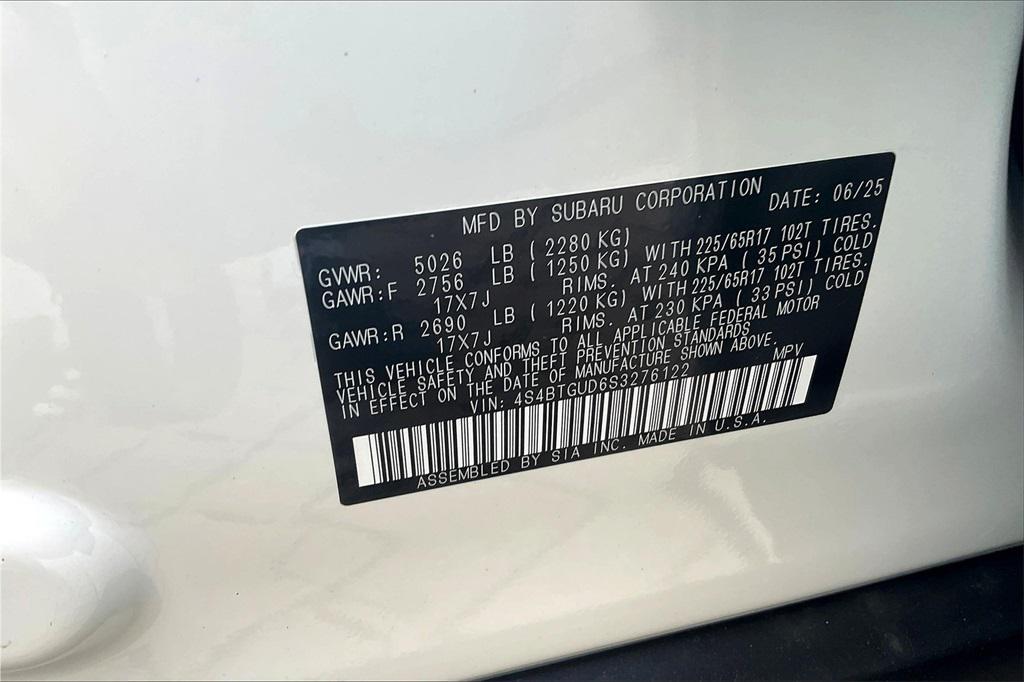 MFD BY SUBARU CORPORATION DATE: 06/25
GVWR: 5026 LB ( 2280 KG)
GAWR:F 2756 LB ( 1250 KG) WITH 225/65R17 102T TIRES.
17X7J RIMS. AT 240 KPA ( 35 PSI) COLD
GAWR:R 2690 LB ( 1220 KG) WITH 225/65R17 102T TIRES.
17X7J RIMS. AT 230 KPA ( 33 PSI) COLD
THIS VEHICLE CONFORMS TO ALL APPLICABLE FEDERAL MOTOR
VEHICLE SAFETY AND THEFT PREVENTION STANDARDS
IN EFFECT ON THE DATE OF MANUFACTURE SHOWN ABOVE.
VIN: 4S4BTGUD6S3276122 MPV
ASSEMBLED BY SIA INC. MADE IN U.S.A.